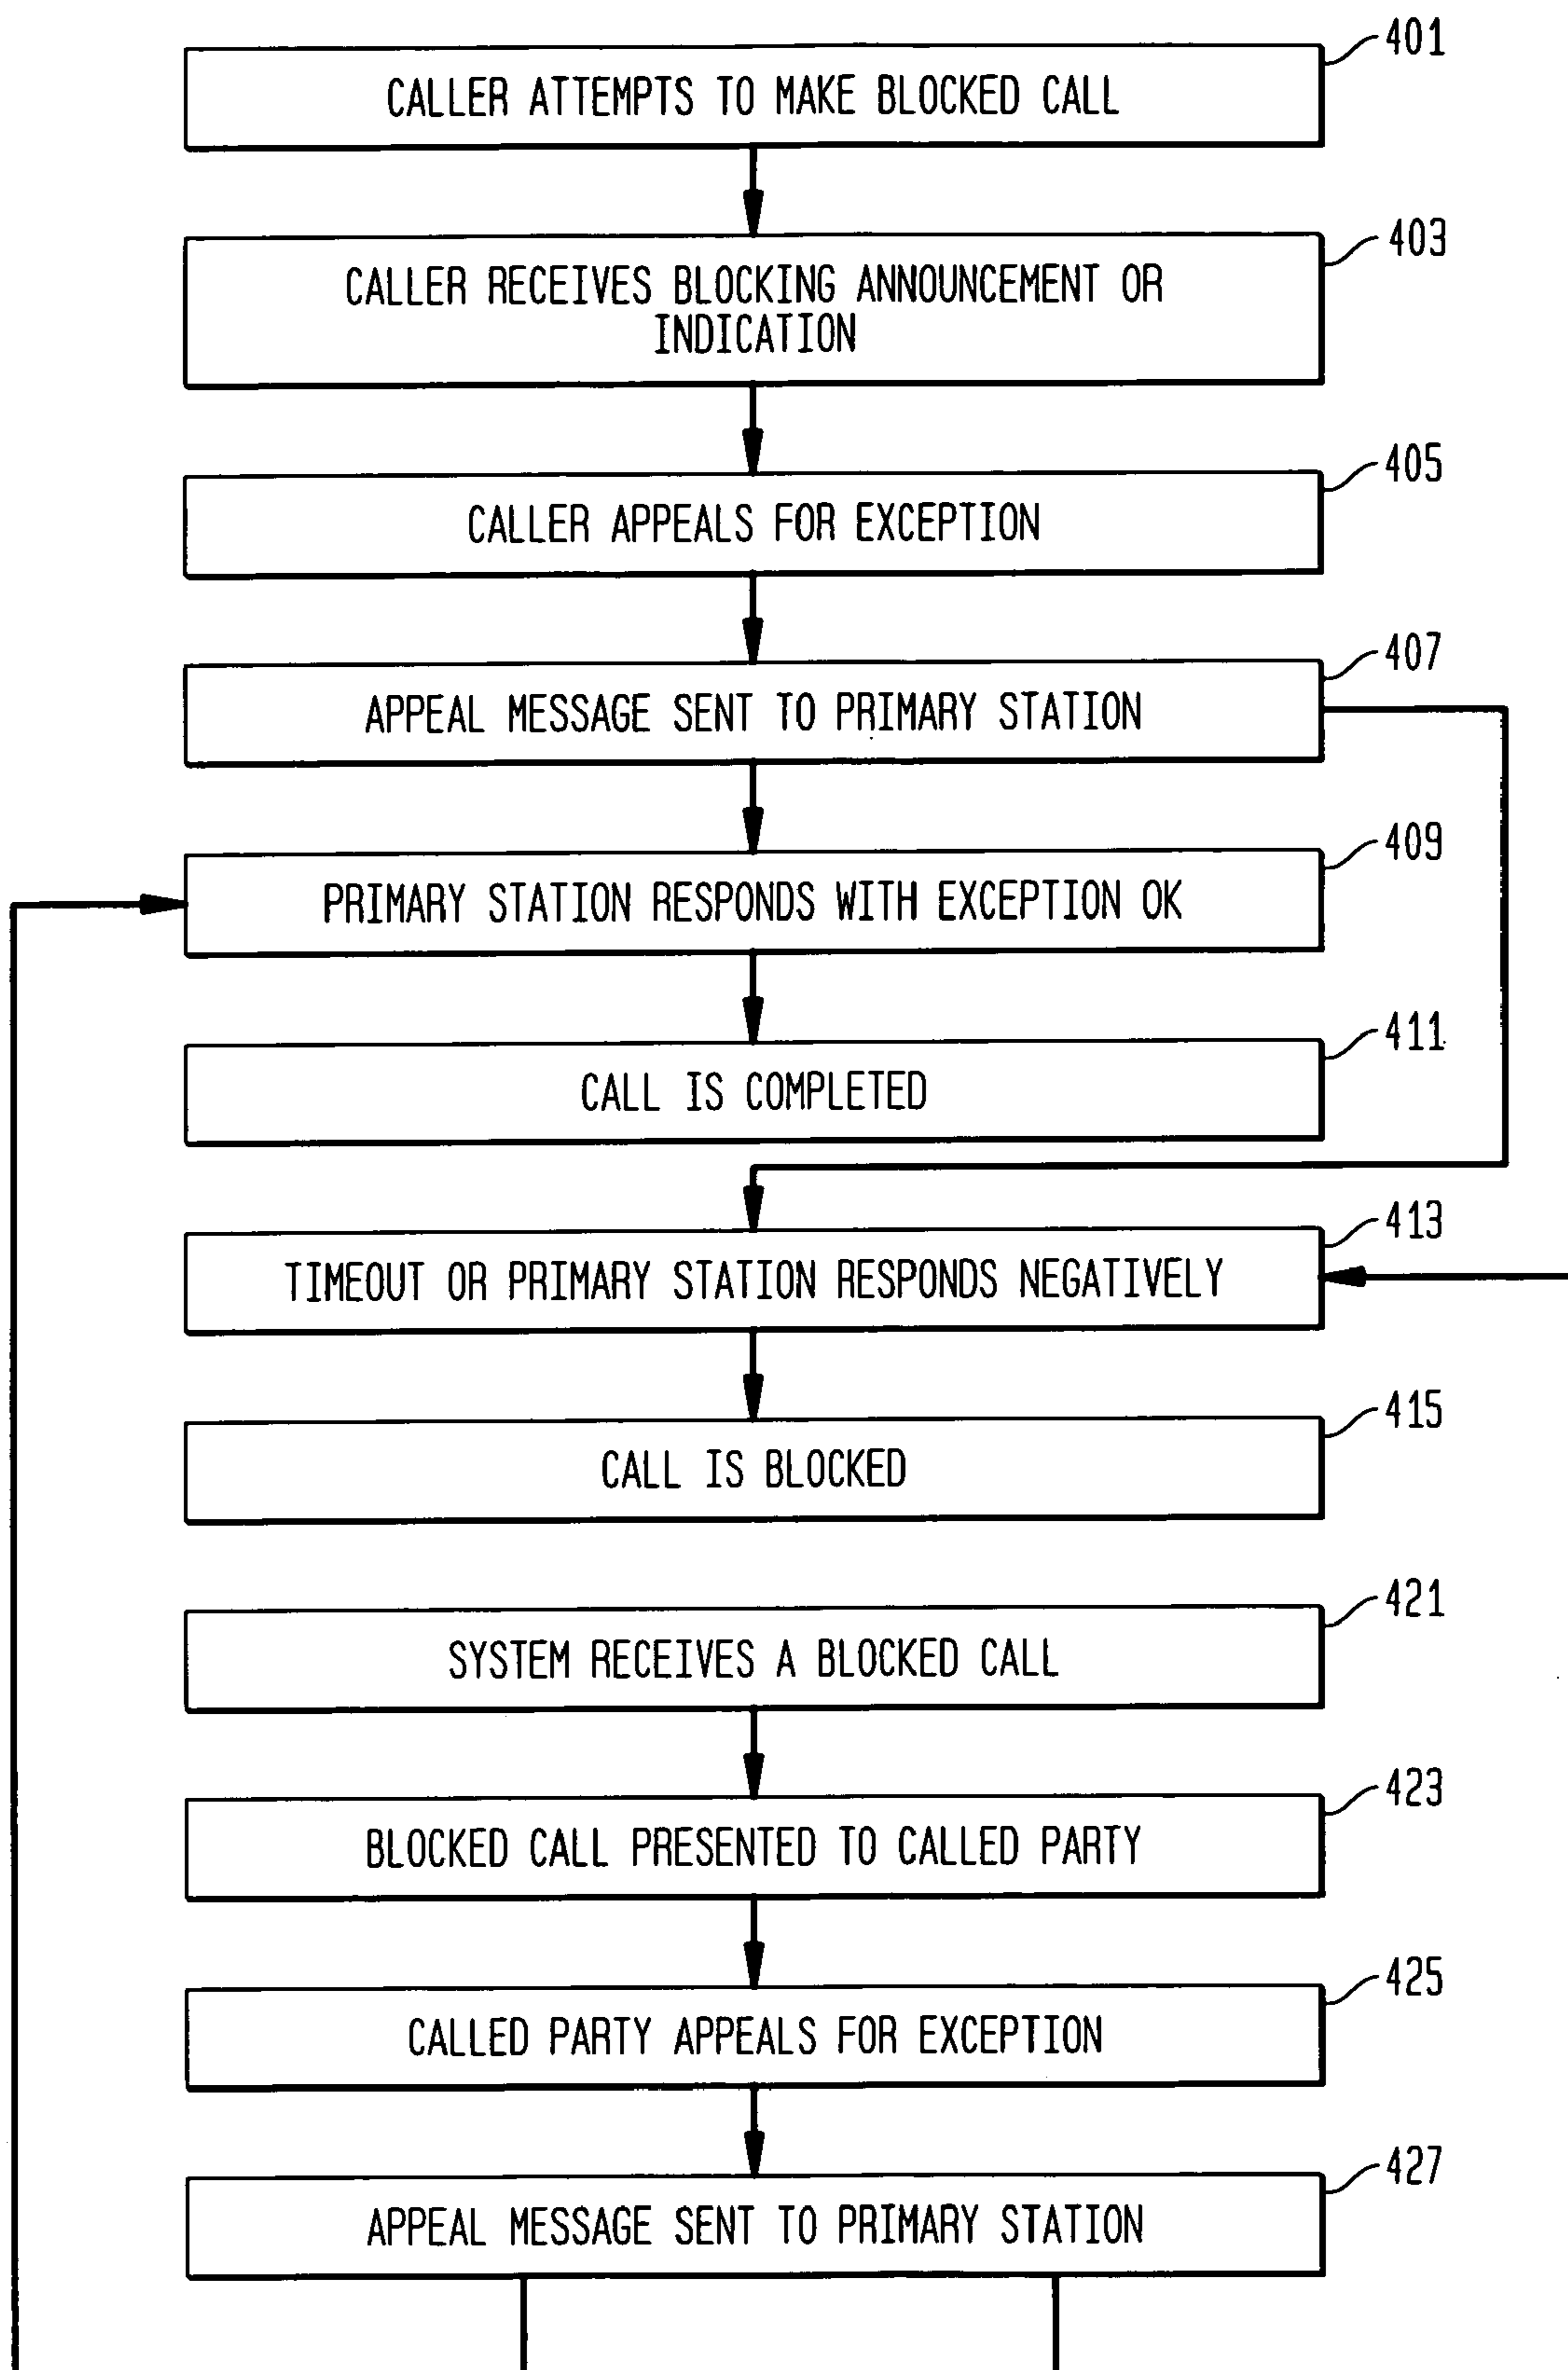 401
CALLER ATTEMPTS TO MAKE BLOCKED CALL
403
CALLER RECEIVES BLOCKING ANNOUNCEMENT OR
INDICATION
405
CALLER APPEALS FOR EXCEPTION
407
APPEAL MESSAGE SENT TO PRIMARY STATION
409
PRIMARY STATION RESPONDS WITH EXCEPTION OK
411
CALL IS COMPLETED
413
TIMEOUT OR PRIMARY STATION RESPONDS NEGATIVELY
415
CALL IS BLOCKED
421
SYSTEM RECEIVES A BLOCKED CALL
423
BLOCKED CALL PRESENTED TO CALLED PARTY
425
CALLED PARTY APPEALS FOR EXCEPTION
427
APPEAL MESSAGE SENT TO PRIMARY STATION